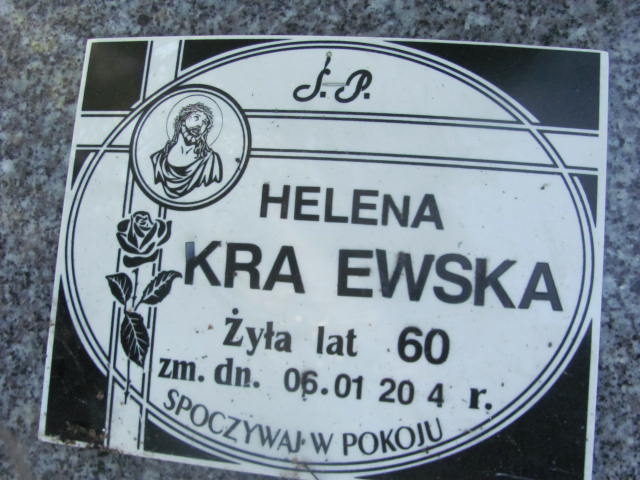 Ś.P.
HELENA
KRA EWSKA
Żyła lat 60
zm. dn. 06.01 20 4 r.
SPOCZYWAJ W POKOJU